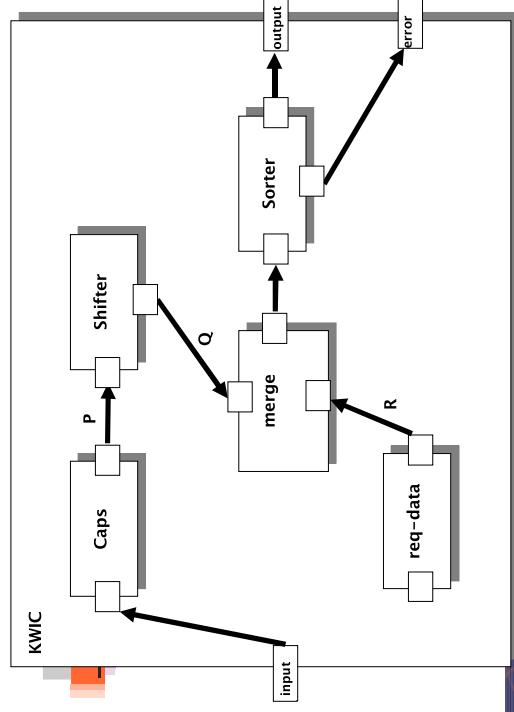 KWIC
input
Caps
P
Shifter
Q
req-data
R
merge
Sorter
output
error